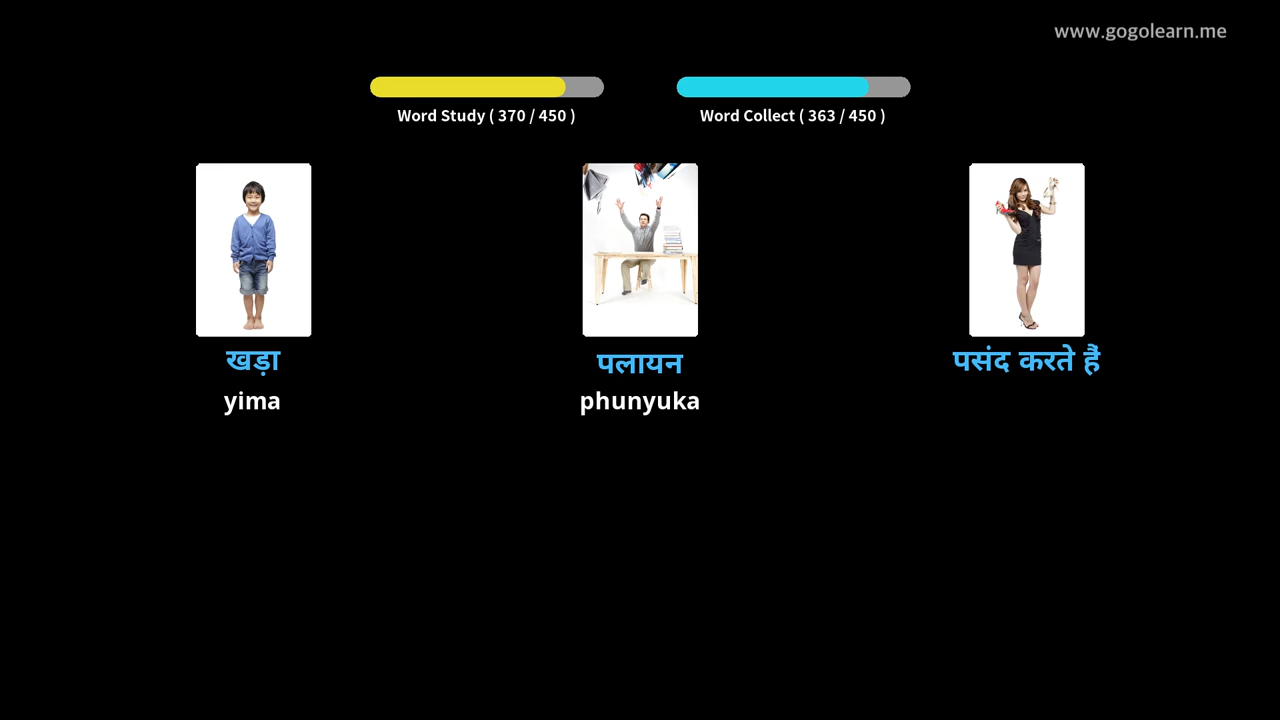 www.gogolearn.me
Word Study ( 370 / 450 )
Word Collect ( 363 / 450 )
खड़ा
पलायन
पसंद करते हैं
yima
phunyuka